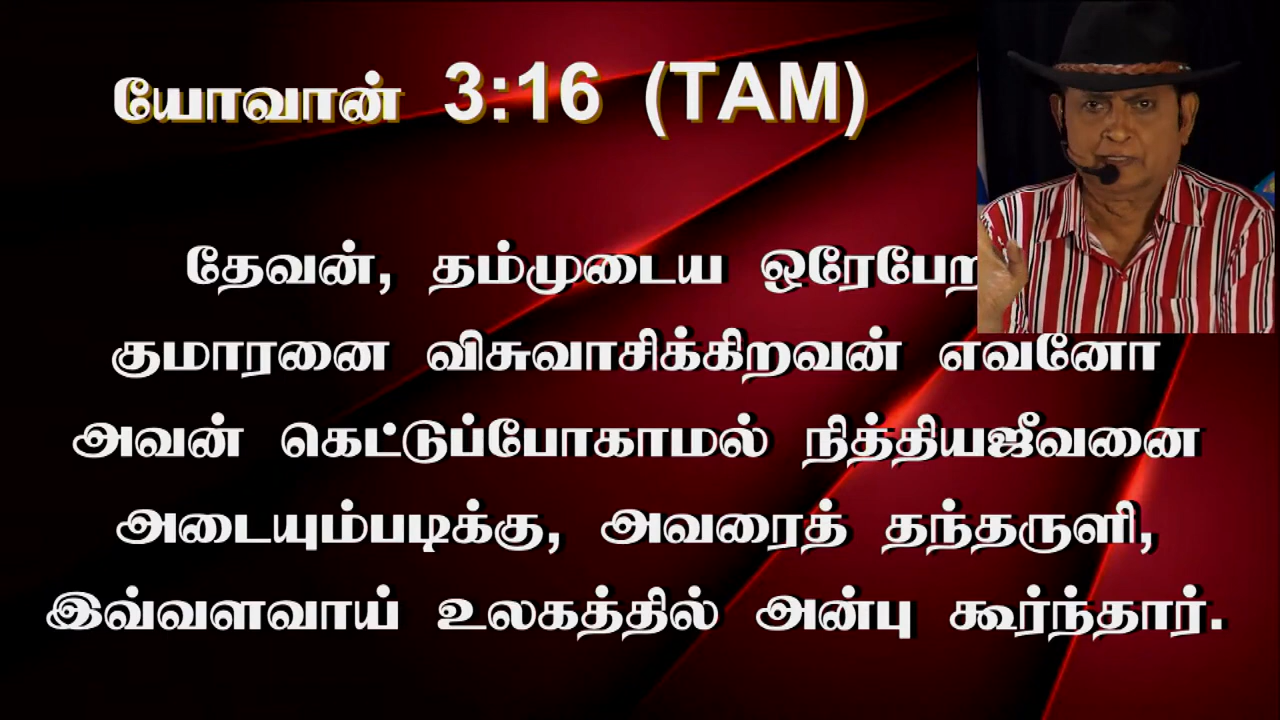 யோவான் 3:16 (TAM)
தேவன், தம்முடைய
குமாரனை விசுவாசிக்கிறவன் எவனோ
அவன் கெட்டுப்போகாமல் நித்தியஜீவனை
அடையும்படிக்கு, அவரைத் தந்தருளி,
இவ்வளவாய் உலகத்தில் அன்பு கூர்ந்தார்.